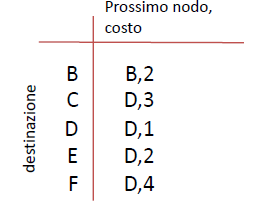 Prossimo nodo,
costo
destinazione
B B,2
C D,3
D D,1
E D,2
F D,4